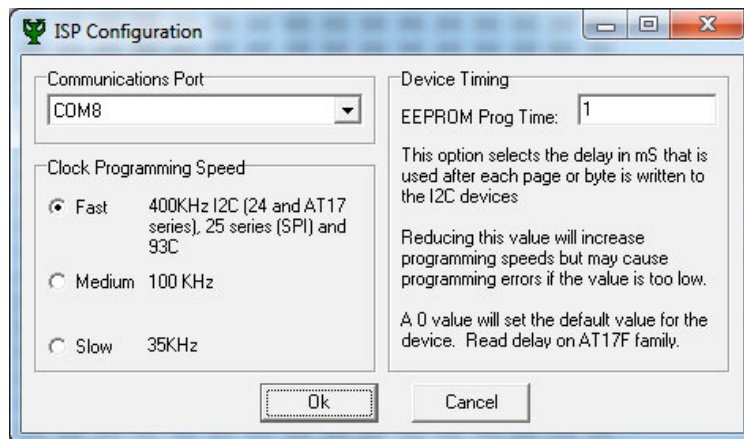 ISP Configuration
Communications Port
COM8
Clock Programming Speed
Fast 400KHz I2C (24 and AT17
series), 25 series (SPI) and
93C
Medium 100 KHz
Slow 35KHz
Device Timing
EEPROM Prog Time: 1
This option selects the delay in mS that is
used after each page or byte is written to
the I2C devices
Reducing this value will increase
programming speeds but may cause
programming errors if the value is too low.
A 0 value will set the default value for the
device. Read delay on AT17F family.
Ok
Cancel